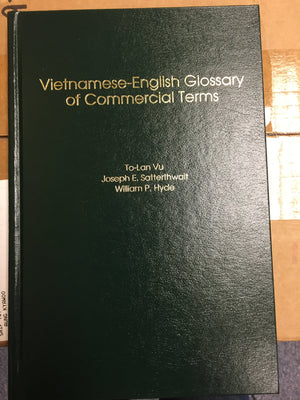 Vietnamese-English Glossary
of Commercial Terms
To-Lan Vu
Joseph E. Satterthwait
William P. Hyde